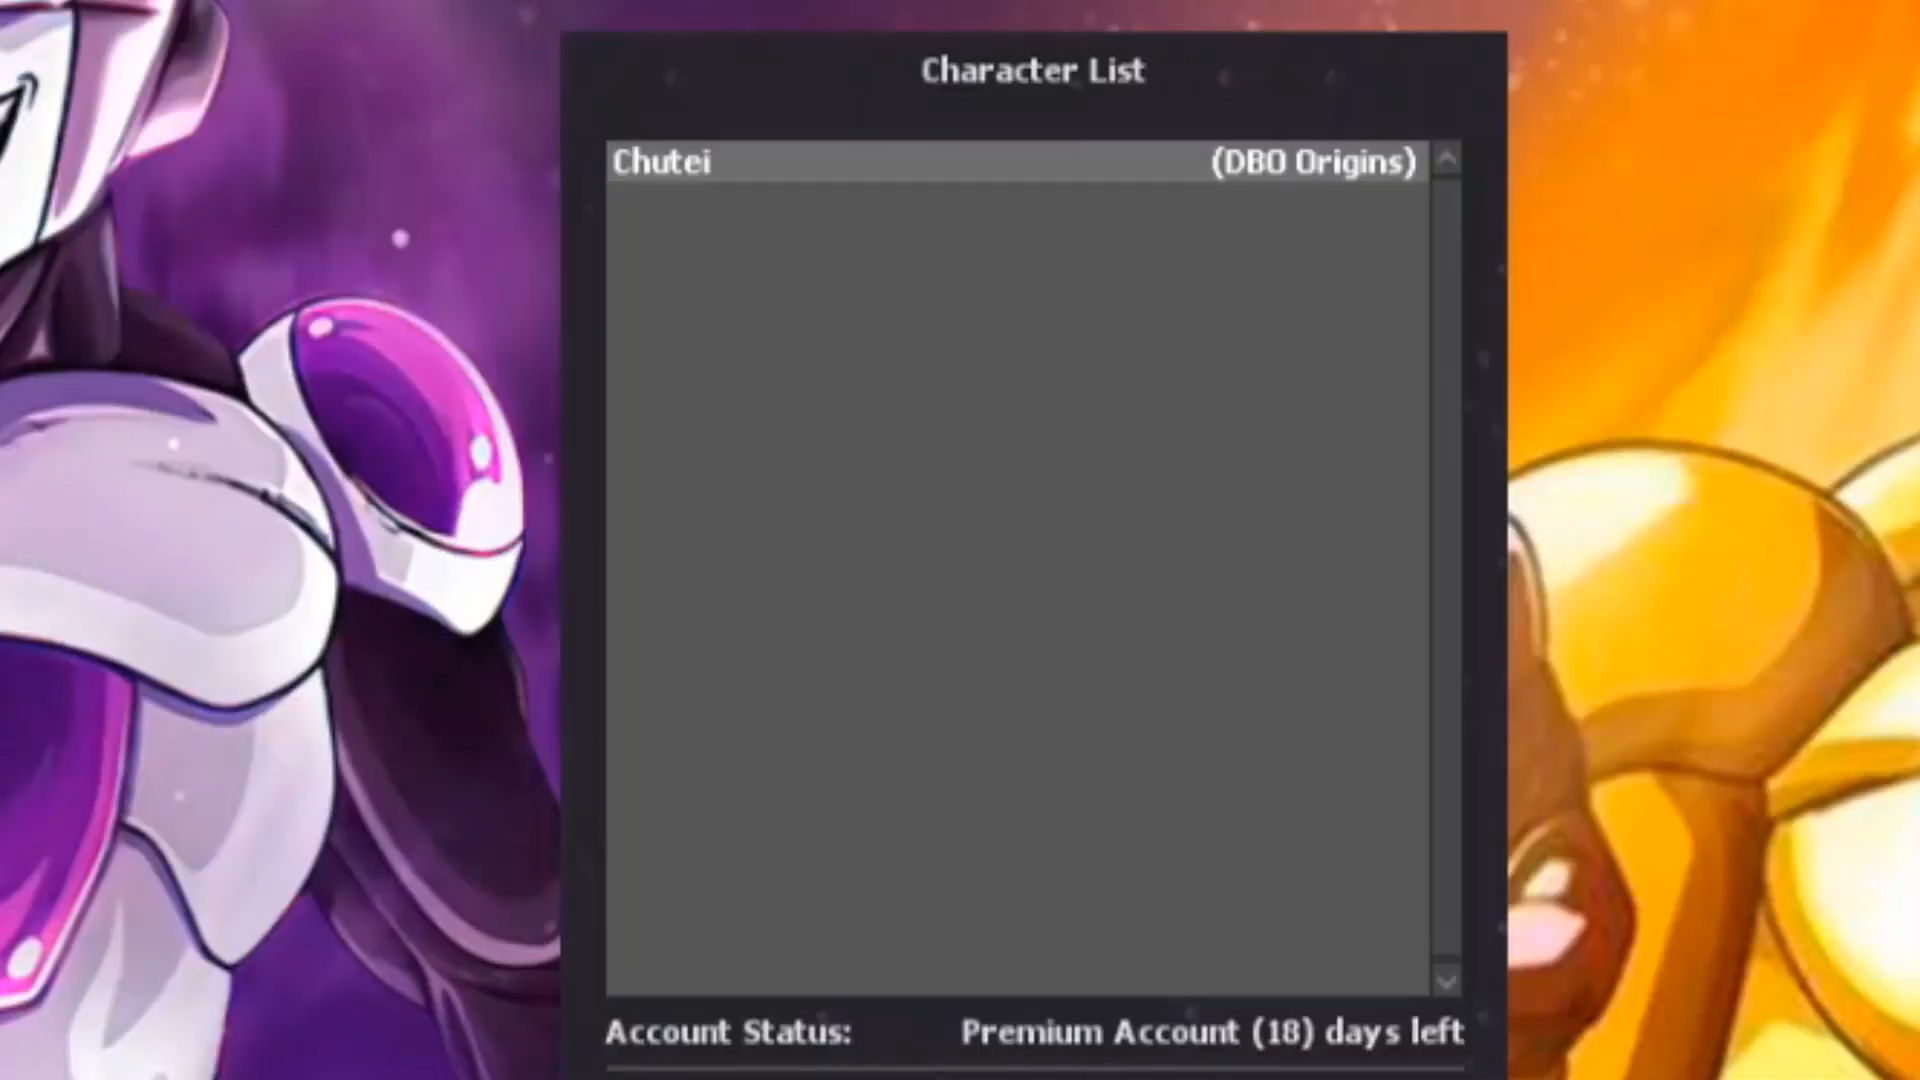 Character List
Chutei (DBO Origins)
Account Status: Premium Account (18) days left